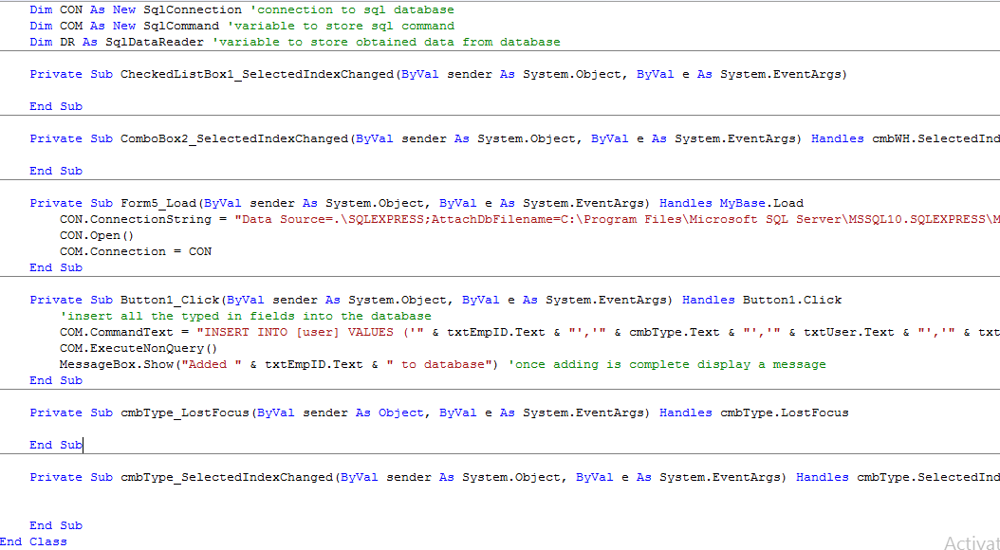 Dim CON As New SqlConnection 'connection to sql database
Dim COM As New SqlCommand 'variable to store sql command
Dim DR As SqlDataReader 'variable to store obtained data from database
Private Sub CheckedListBox1_SelectedIndexChanged(ByVal sender As System.Object, ByVal e As System.EventArgs)
End Sub
Private Sub ComboBox2_SelectedIndexChanged(ByVal sender As System.Object, ByVal e As System.EventArgs) Handles cmbWH.SelectedInd
End Sub
Private Sub Form5_Load(ByVal sender As System.Object, ByVal e As System.EventArgs) Handles MyBase.Load
CON.ConnectionString = "Data Source=.\SQLEXPRESS;AttachDbFilename=C:\Program Files\Microsoft SQL Server\MSSQL10.SQLEXPRESS\M
CON.Open()
COM.Connection = CON
End Sub
Private Sub Button1_Click(ByVal sender As System.Object, ByVal e As System.EventArgs) Handles Button1.Click
'insert all the typed in fields into the database
COM.CommandText = "INSERT INTO [user] VALUES ('" & txtEmpID.Text & "','" & cmbType.Text & "','" & txtUser.Text & "','" & txt
COM.ExecuteNonQuery()
MessageBox.Show("Added " & txtEmpID.Text & " to database") 'once adding is complete display a message
End Sub
Private Sub cmbType_LostFocus(ByVal sender As Object, ByVal e As System.EventArgs) Handles cmbType.LostFocus
End Sub
Private Sub cmbType_SelectedIndexChanged(ByVal sender As System.Object, ByVal e As System.EventArgs) Handles cmbType.SelectedInd
End Sub
End Class
Activat